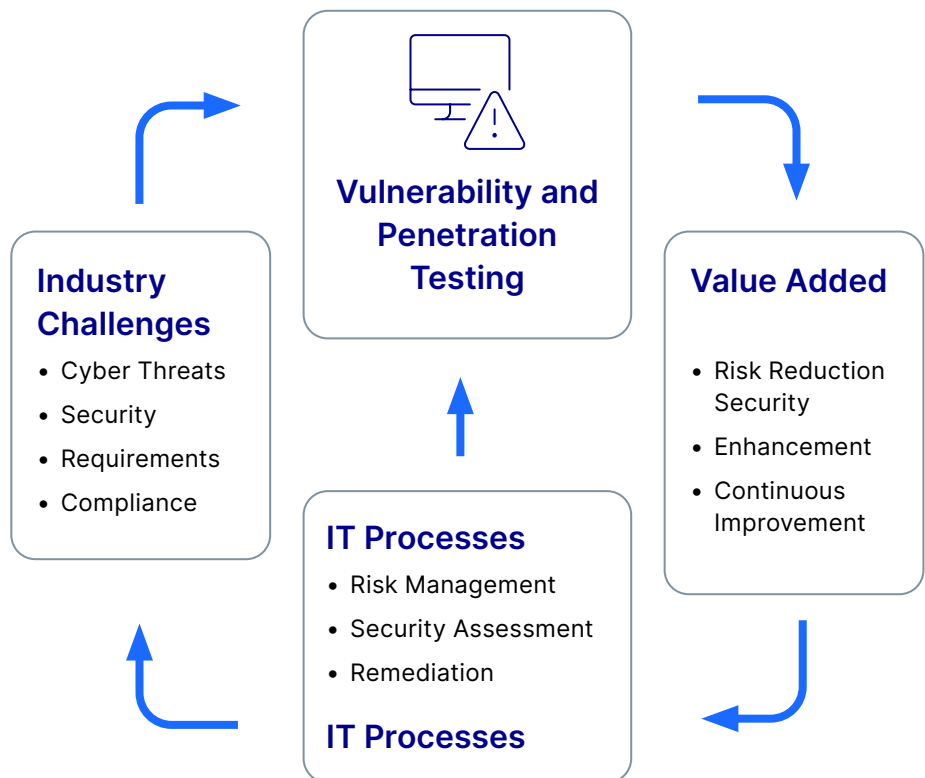 Vulnerability and
Penetration
Testing
Industry
Challenges
• Cyber Threats
• Security
• Requirements
• Compliance
Value Added
• Risk Reduction
Security
• Enhancement
• Continuous
Improvement
IT Processes
• Risk Management
• Security Assessment
• Remediation
IT Processes